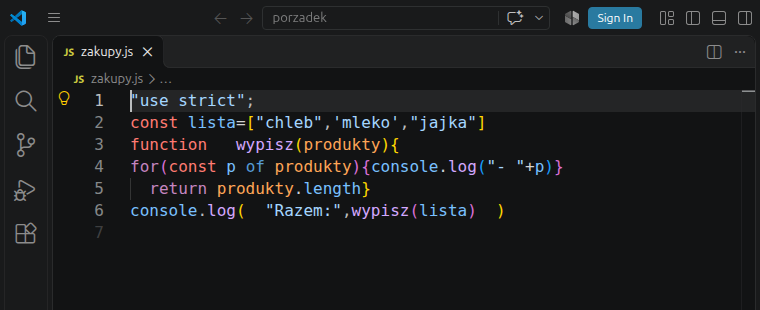 porzadek
Sign In
JS zakupy.js
JS zakupy.js > ...
1 "use strict";
2 const lista=["chleb",'mleko',"jajka"]
3 function   wypisz(produkty){
4 for(const p of produkty){console.log("- "+p)}
5   return produkty.length}
6 console.log(  "Razem:",wypisz(lista)  )
7